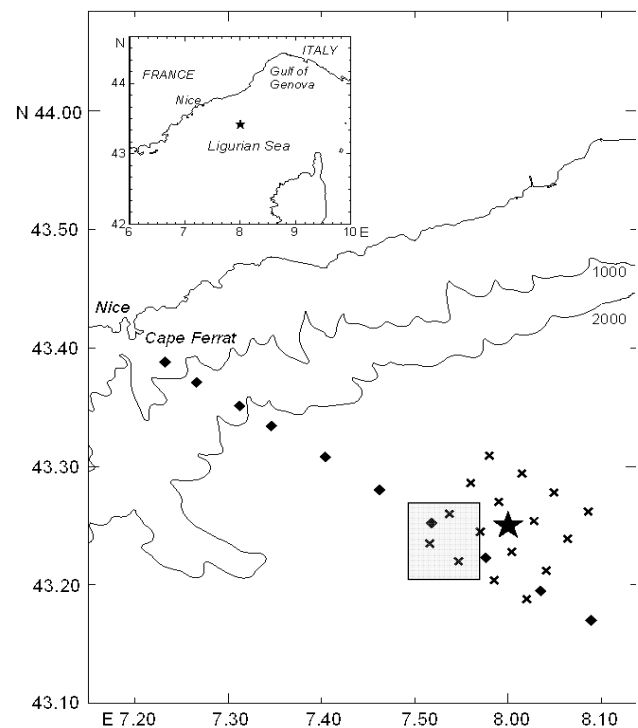 N
ITALY
FRANCE
Gulf of
Genova
44
Nice
43
Ligurian Sea
42
6 7 8 9 10 E
N 44.00
43.50
1000
2000
Nice
43.40
Cape Ferrat
43.30
43.20
43.10
E 7.20 7.30 7.40 7.50 8.00 8.10